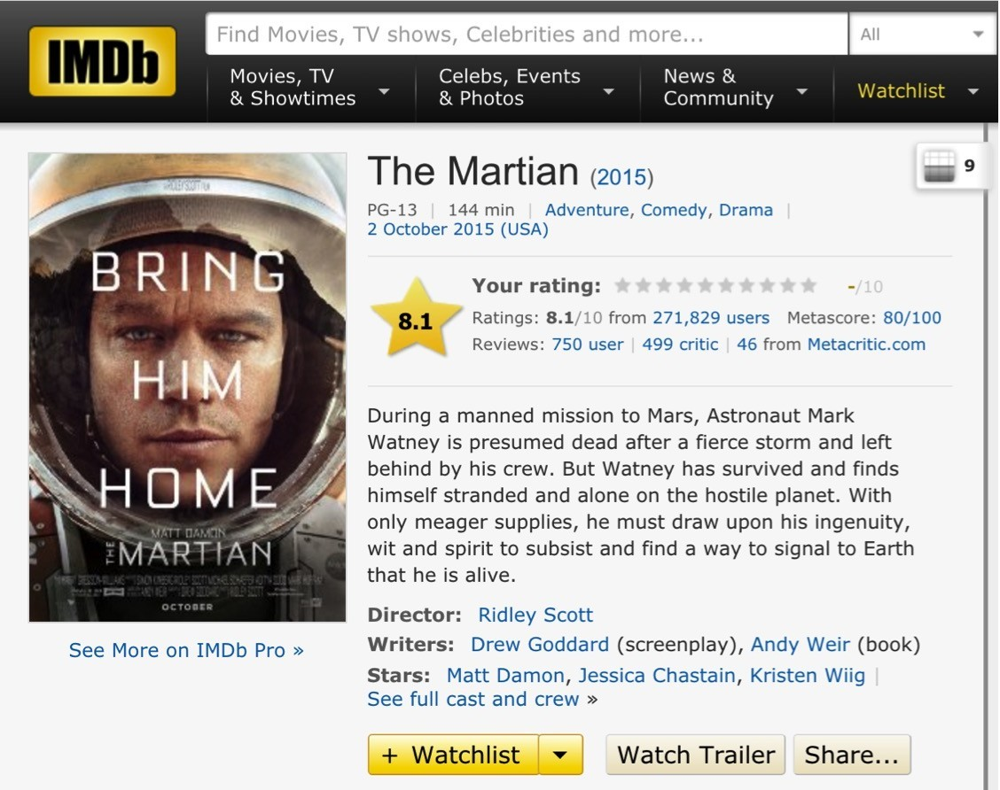 IMDb
Find Movies, TV shows, Celebrities and more...
All
Movies, TV
& Showtimes
Celebs, Events
& Photos
News &
Community
Watchlist
BRING
HIM
HOME
MATT DAMON
THE MARTIAN
OCTOBER
See More on IMDb Pro »
The Martian (2015)
9
PG-13 | 144 min | Adventure, Comedy, Drama |
2 October 2015 (USA)
8.1
Your rating: -/10
Ratings: 8.1/10 from 271,829 users Metascore: 80/100
Reviews: 750 user | 499 critic | 46 from Metacritic.com
During a manned mission to Mars, Astronaut Mark
Watney is presumed dead after a fierce storm and left
behind by his crew. But Watney has survived and finds
himself stranded and alone on the hostile planet. With
only meager supplies, he must draw upon his ingenuity,
wit and spirit to subsist and find a way to signal to Earth
that he is alive.
Director: Ridley Scott
Writers: Drew Goddard (screenplay), Andy Weir (book)
Stars: Matt Damon, Jessica Chastain, Kristen Wiig |
See full cast and crew »
+ Watchlist
Watch Trailer
Share...